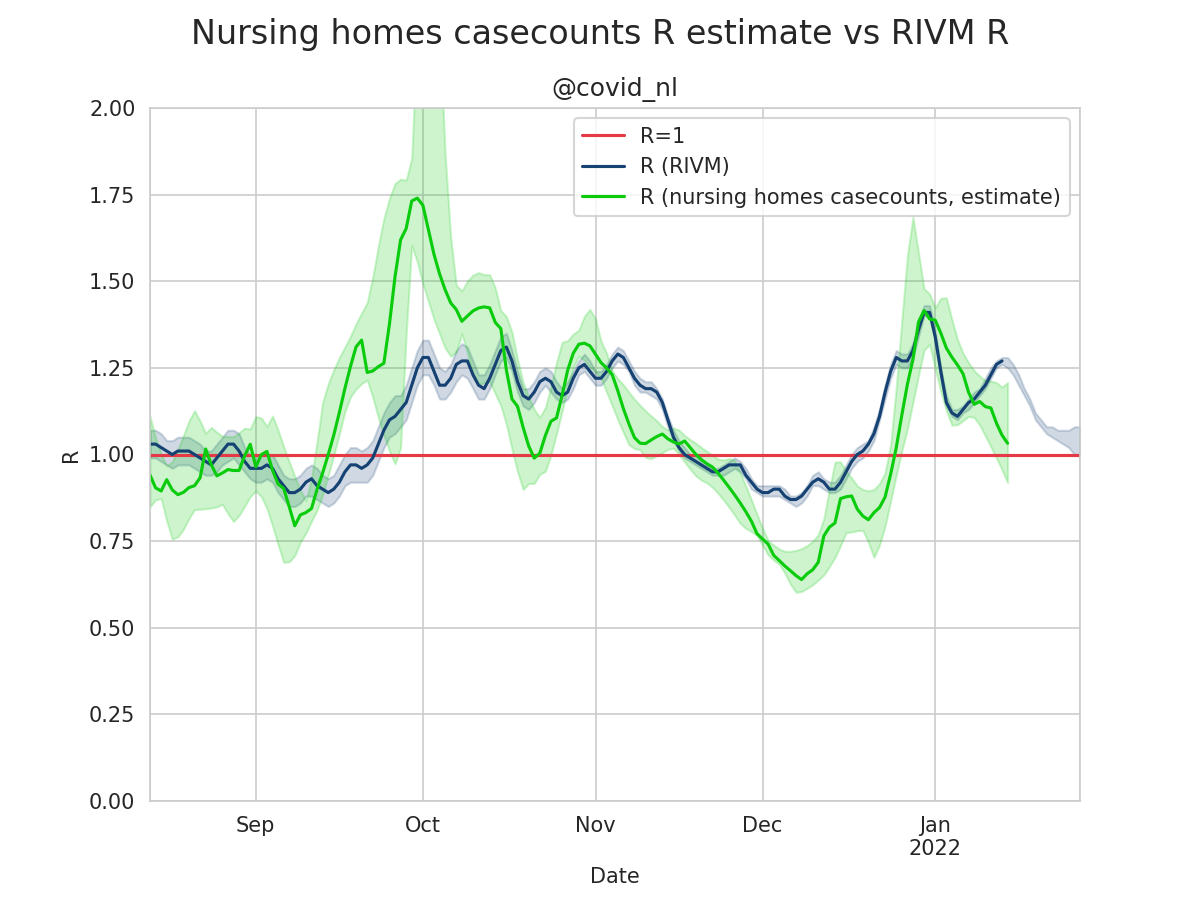 Nursing homes casecounts R estimate vs RIVM R
@covid_nl
R=1
R (RIVM)
R (nursing homes casecounts, estimate)
2.00
1.75
1.50
1.25
1.00
0.75
0.50
0.25
0.00
R
Sep
Oct
Nov
Dec
Jan
2022
Date